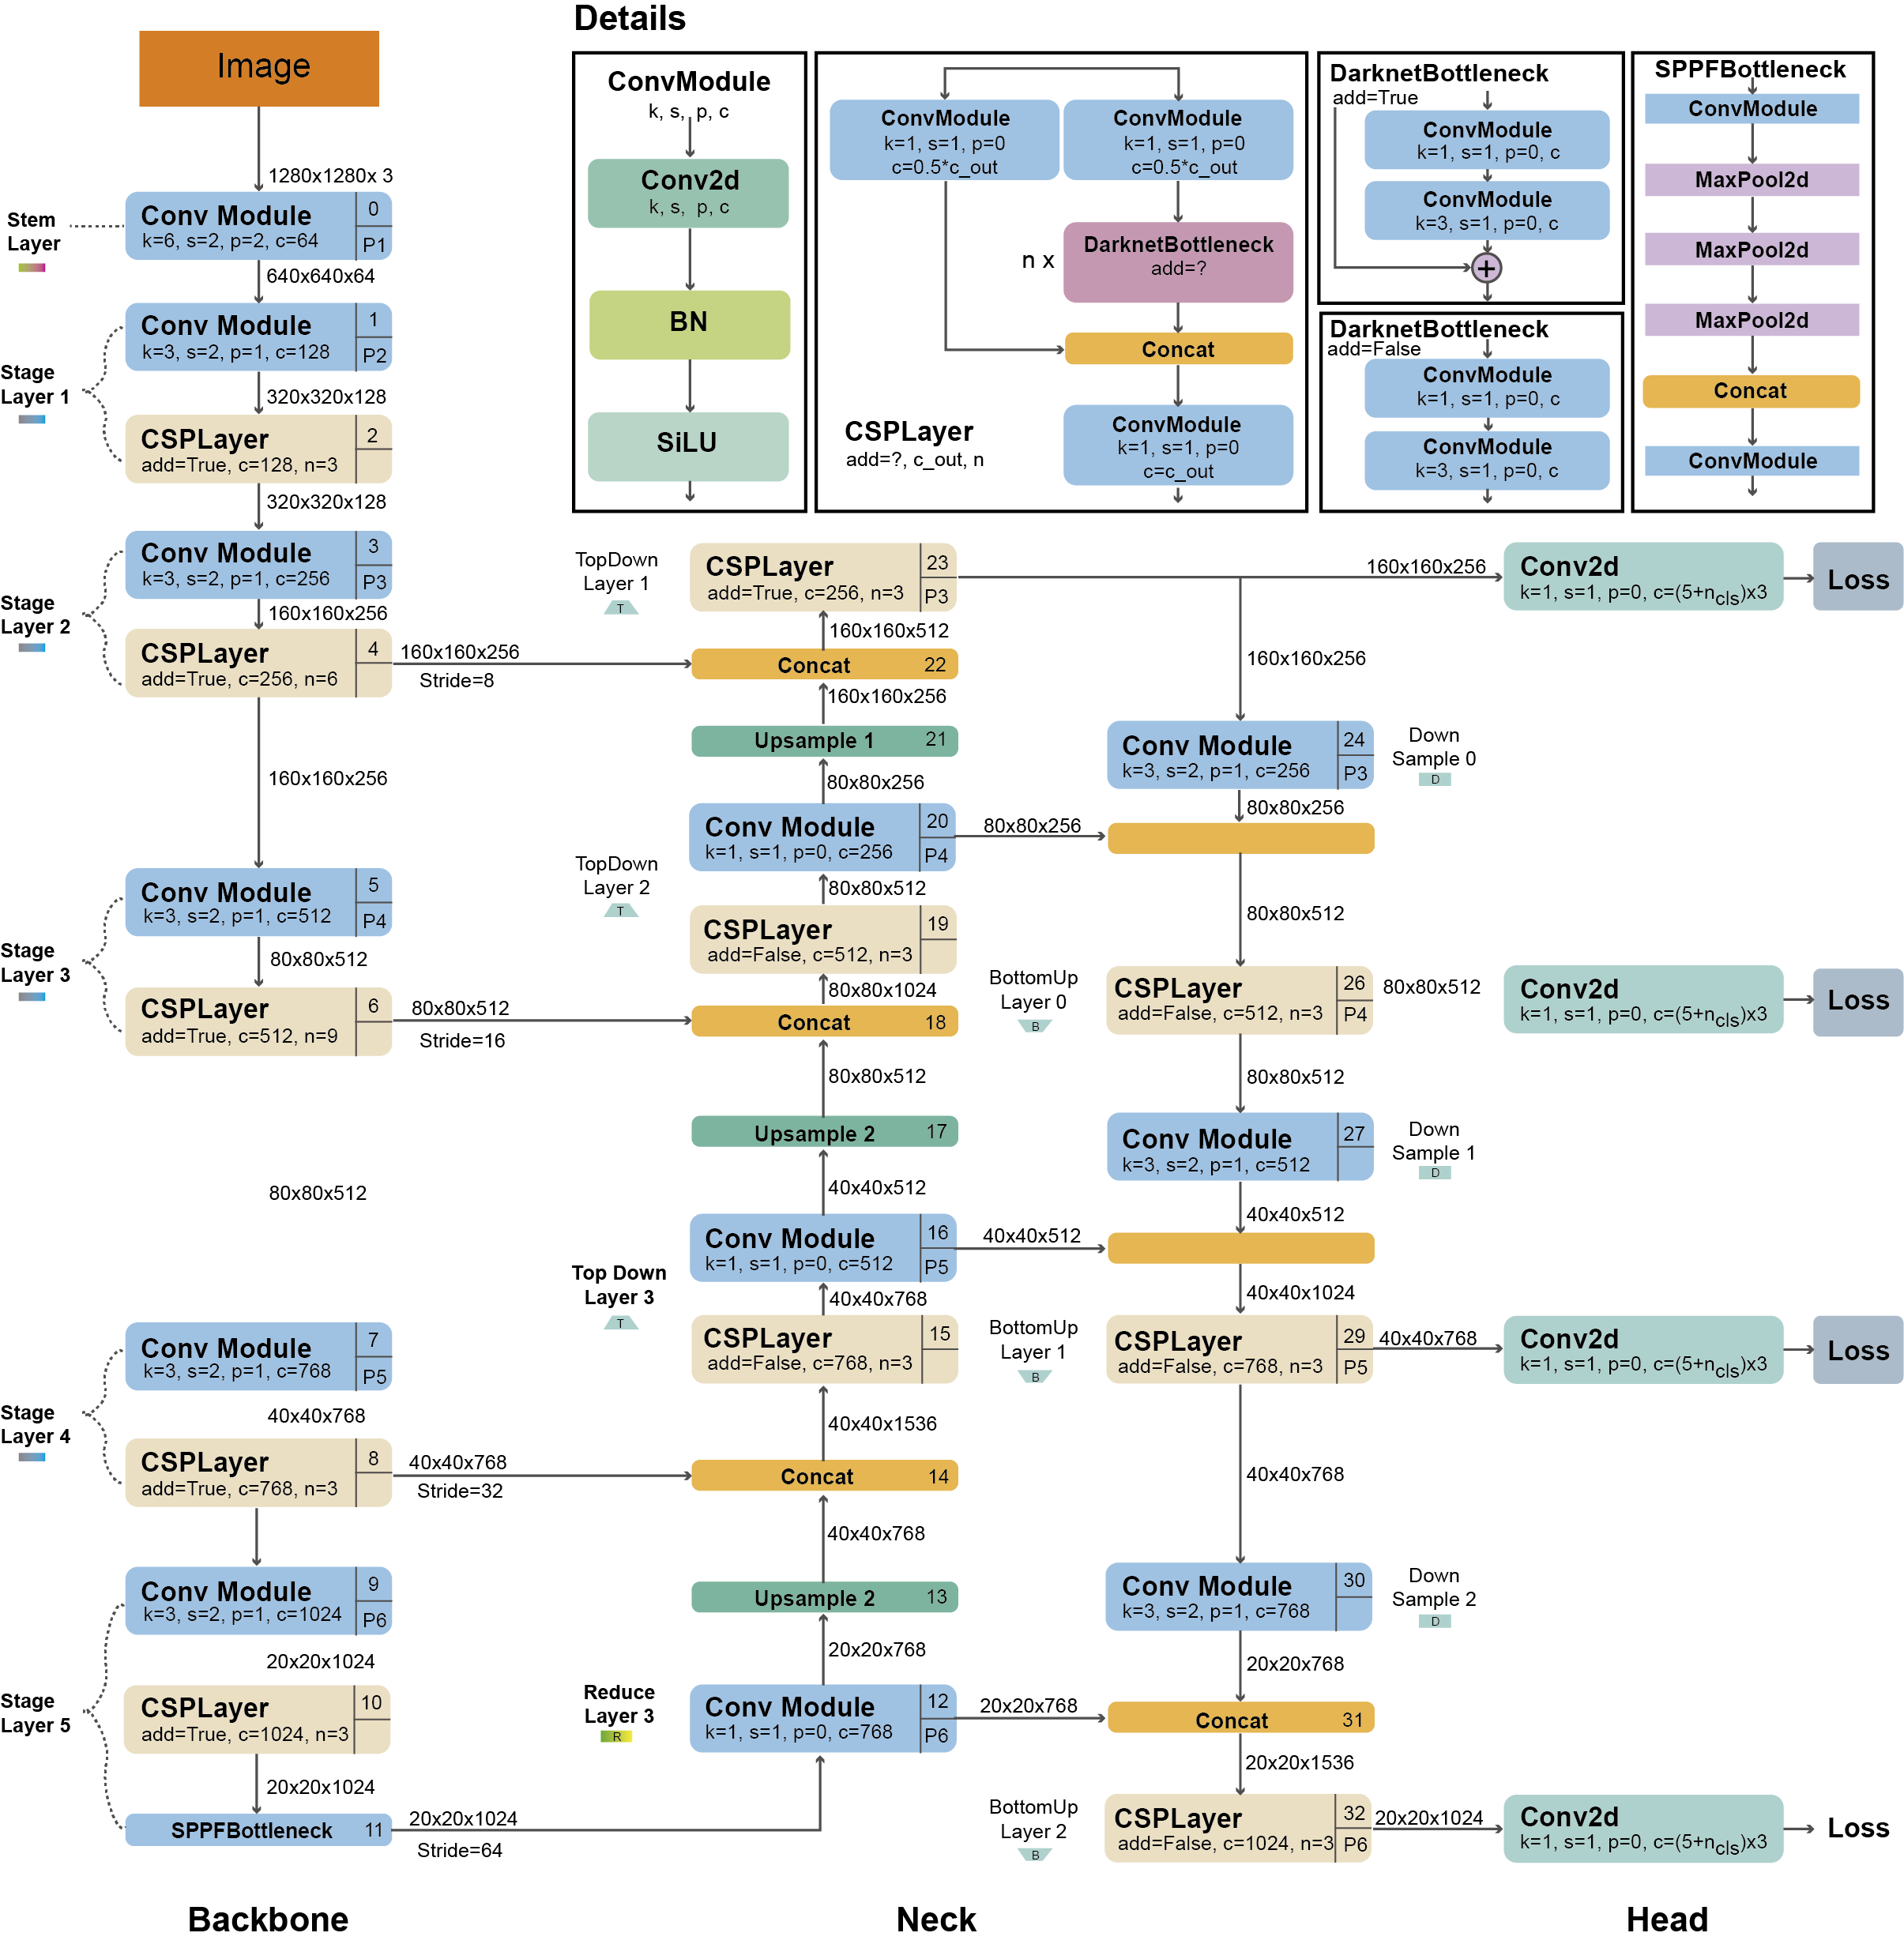 Details
Image
1280x1280x 3
Stem
Layer
Conv Module
k=6, s=2, p=2, c=64
0
P1
640x640x64
Stage
Layer 1
Conv Module
k=3, s=2, p=1, c=128
1
P2
320x320x128
CSPLayer
add=True, c=128, n=3
2
320x320x128
Stage
Layer 2
Conv Module
k=3, s=2, p=1, c=256
3
P3
160x160x256
CSPLayer
add=True, c=256, n=6
4
160x160x256
Stride=8
160x160x256
Stage
Layer 3
Conv Module
k=3, s=2, p=1, c=512
5
P4
80x80x512
CSPLayer
add=True, c=512, n=9
6
80x80x512
Stride=16
80x80x512
Stage
Layer 4
Conv Module
k=3, s=2, p=1, c=768
7
P5
40x40x768
CSPLayer
add=True, c=768, n=3
8
40x40x768
Stride=32
Stage
Layer 5
Conv Module
k=3, s=2, p=1, c=1024
9
P6
20x20x1024
CSPLayer
add=True, c=1024, n=3
10
20x20x1024
SPPFBottleneck 11
20x20x1024
Stride=64
Backbone
ConvModule
k, s, p, c
Conv2d
k, s, p, c
BN
SiLU
ConvModule
k=1, s=1, p=0
c=0.5*c_out
ConvModule
k=1, s=1, p=0
c=0.5*c_out
n x
DarknetBottleneck
add=?
Concat
CSPLayer
add=?, c_out, n
ConvModule
k=1, s=1, p=0
c=c_out
DarknetBottleneck
add=True
ConvModule
k=1, s=1, p=0, c
ConvModule
k=3, s=1, p=0, c
+
DarknetBottleneck
add=False
ConvModule
k=1, s=1, p=0, c
ConvModule
k=3, s=1, p=0, c
SPPFBottleneck
ConvModule
MaxPool2d
MaxPool2d
MaxPool2d
Concat
ConvModule
TopDown
Layer 1
T
CSPLayer
add=True, c=256, n=3
23
P3
160x160x512
Concat 22
160x160x256
Upsample 1 21
80x80x256
TopDown
Layer 2
T
Conv Module
k=1, s=1, p=0, c=256
20
P4
80x80x256
80x80x512
CSPLayer
add=False, c=512, n=3
19
80x80x1024
Concat 18
80x80x512
Upsample 2 17
40x40x512
Top Down
Layer 3
T
Conv Module
k=1, s=1, p=0, c=512
16
P5
40x40x512
40x40x768
CSPLayer
add=False, c=768, n=3
15
40x40x1536
Concat 14
40x40x768
Upsample 2 13
20x20x768
Reduce
Layer 3
R
Conv Module
k=1, s=1, p=0, c=768
12
P6
20x20x768
Neck
160x160x256
160x160x256
Conv Module
k=3, s=2, p=1, c=256
24
P3
Down
Sample 0
D
80x80x256
80x80x512
BottomUp
Layer 0
B
CSPLayer
add=False, c=512, n=3
26
P4
80x80x512
80x80x512
Conv Module
k=3, s=2, p=1, c=512
27
Down
Sample 1
D
40x40x512
40x40x1024
BottomUp
Layer 1
B
CSPLayer
add=False, c=768, n=3
29
P5
40x40x768
40x40x768
Conv Module
k=3, s=2, p=1, c=768
30
Down
Sample 2
D
20x20x768
Concat 31
20x20x1536
BottomUp
Layer 2
B
CSPLayer
add=False, c=1024, n=3
32
P6
20x20x1024
Conv2d
k=1, s=1, p=0, c=(5+ncls)x3
Loss
Conv2d
k=1, s=1, p=0, c=(5+ncls)x3
Loss
Conv2d
k=1, s=1, p=0, c=(5+ncls)x3
Loss
Conv2d
k=1, s=1, p=0, c=(5+ncls)x3
Loss
Head